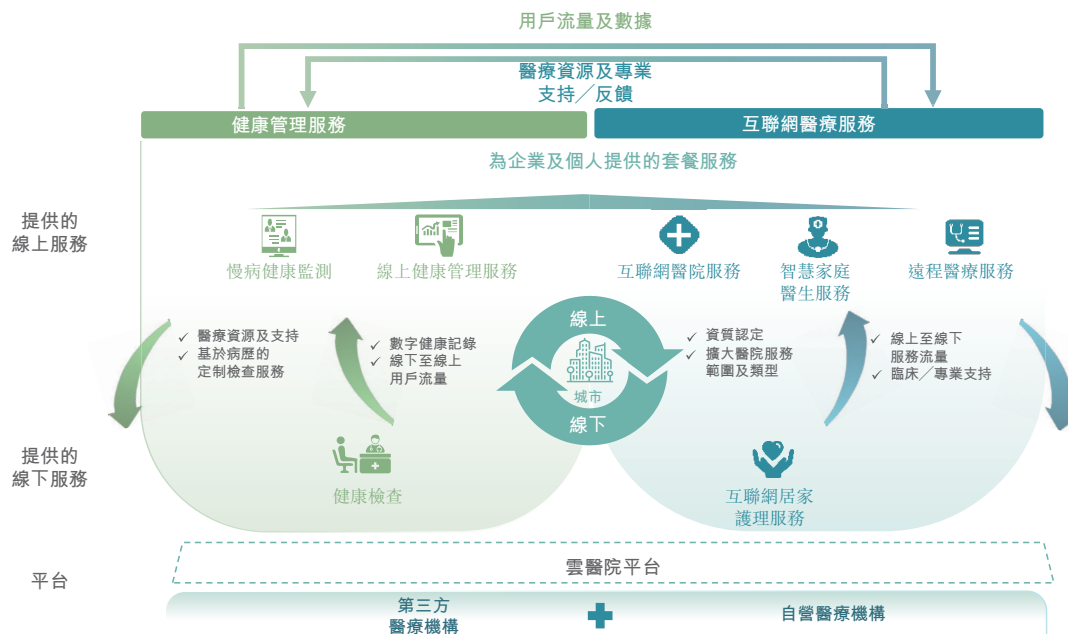 用戶流量及數據
醫療資源及專業
支持／反饋
健康管理服務
互聯網醫療服務
為企業及個人提供的套餐服務
提供的
線上服務
慢病健康監測
線上健康管理服務
互聯網醫院服務
智慧家庭
醫生服務
遠程醫療服務
✓ 醫療資源及支持
✓ 基於病歷的
定制檢查服務
✓ 數字健康記錄
✓ 線下至線上
用戶流量
線上
城市
線下
✓ 資質認定
✓ 擴大醫院服務
範圍及類型
✓ 線上至線下
服務流量
✓ 臨床／專業支持
提供的
線下服務
健康檢查
互聯網居家
護理服務
平台
雲醫院平台
第三方
醫療機構
自營醫療機構